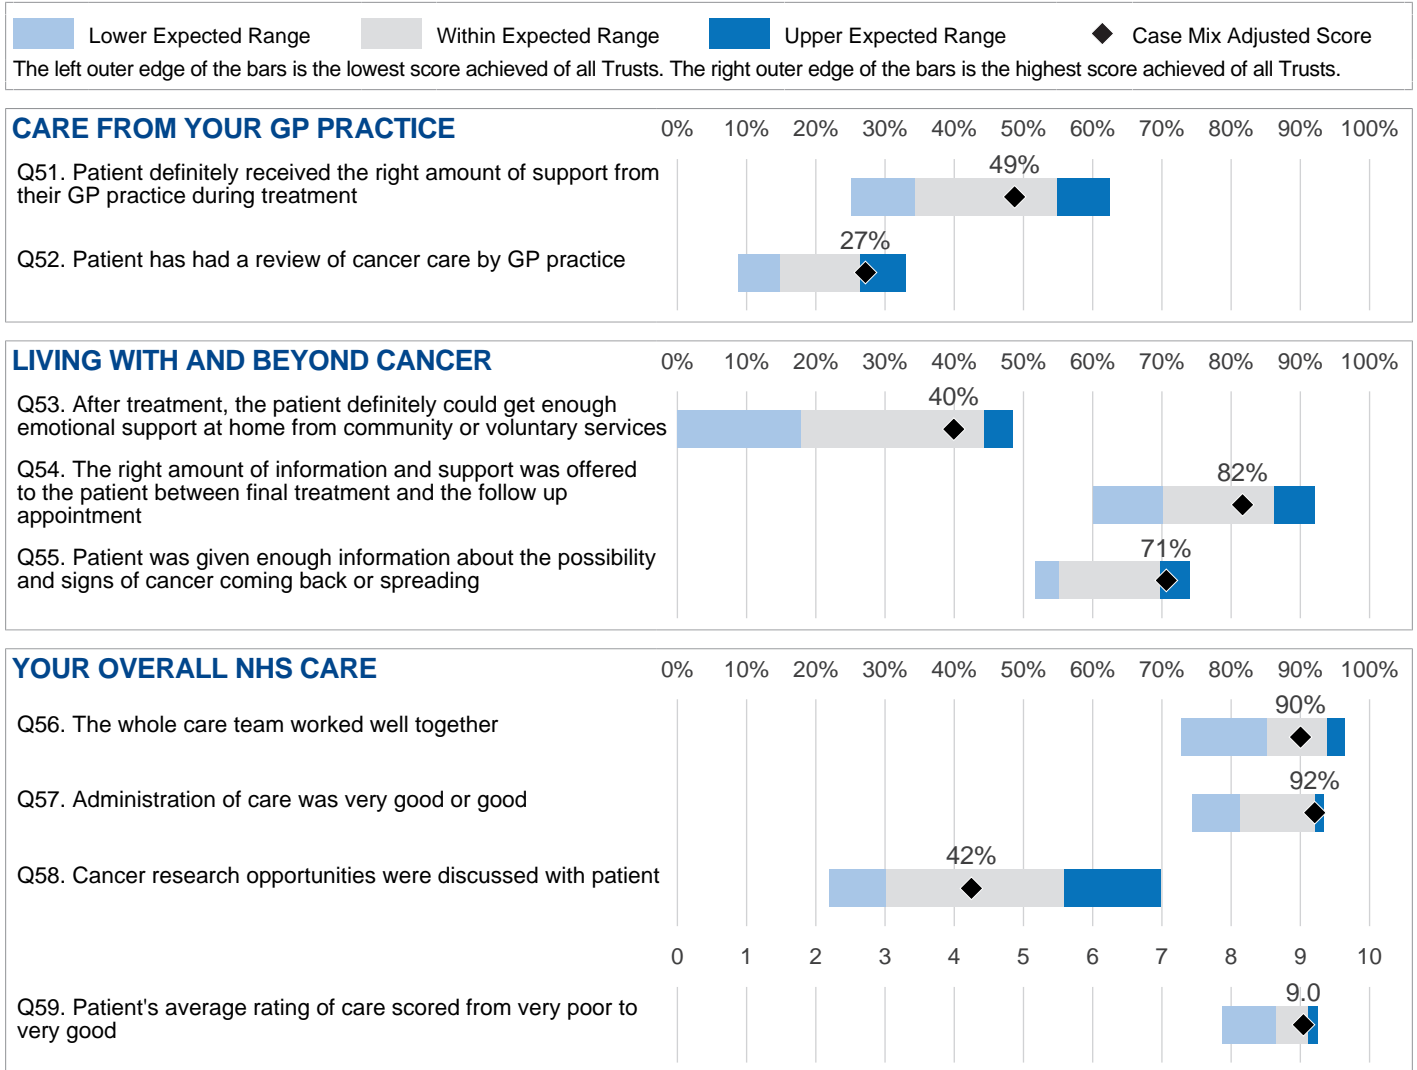 Lower Expected Range Within Expected Range Upper Expected Range Case Mix Adjusted Score
The left outer edge of the bars is the lowest score achieved of all Trusts. The right outer edge of the bars is the highest score achieved of all Trusts.
CARE FROM YOUR GP PRACTICE 0% 10% 20% 30% 40% 50% 60% 70% 80% 90% 100%
49%
Q51. Patient definitely received the right amount of support from
their GP practice during treatment
27%
Q52. Patient has had a review of cancer care by GP practice
LIVING WITH AND BEYOND CANCER 0% 10% 20% 30% 40% 50% 60% 70% 80% 90% 100%
40%
Q53. After treatment, the patient definitely could get enough
emotional support at home from community or voluntary services
82%
Q54. The right amount of information and support was offered
to the patient between final treatment and the follow up
appointment
71%
Q55. Patient was given enough information about the possibility
and signs of cancer coming back or spreading
YOUR OVERALL NHS CARE 0% 10% 20% 30% 40% 50% 60% 70% 80% 90% 100%
90%
Q56. The whole care team worked well together
92%
Q57. Administration of care was very good or good
42%
Q58. Cancer research opportunities were discussed with patient
0 1 2 3 4 5 6 7 8 9 10
9.0
Q59. Patient's average rating of care scored from very poor to
very good